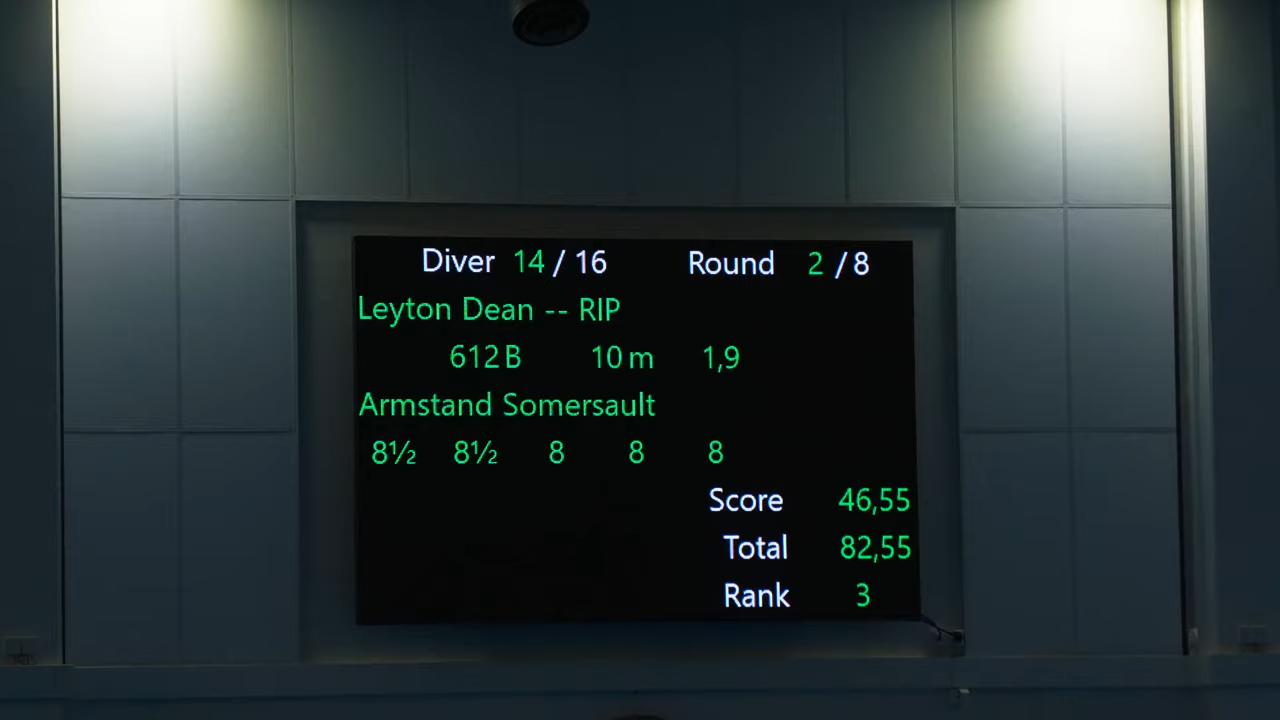 Diver 14 / 16 Round 2 / 8
Leyton Dean -- RIP
612 B 10 m 1,9
Armstand Somersault
8½ 8½ 8 8 8
Score 46,55
Total 82,55
Rank 3